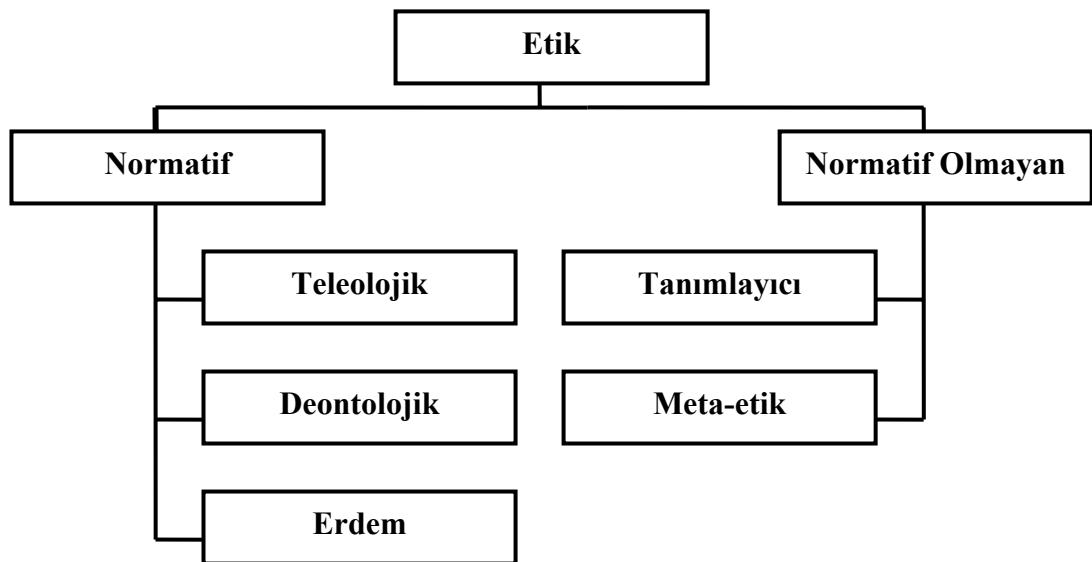 Etik
Normatif
Normatif Olmayan
Teleolojik
Tanımlayıcı
Deontolojik
Meta-etik
Erdem